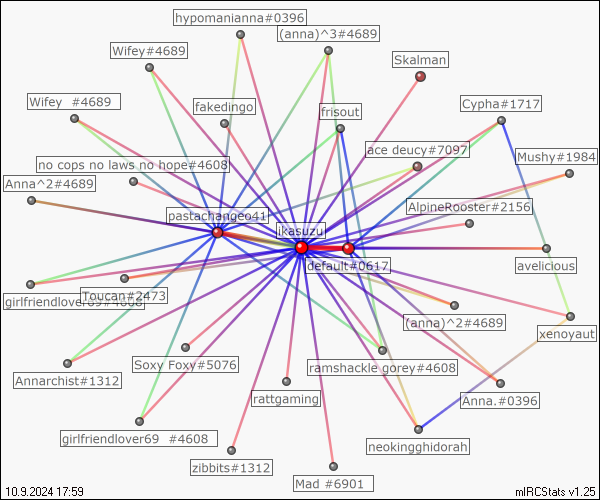 hypomanianna#0396
(anna)^3#4689
Wifey#4689
Skalman
Wifey  #4689
fakedingo
frisout
Cypha#1717
ace deucy#7097
Mushy#1984
no cops no laws no hope#4608
Anna^2#4689
AlpineRooster#2156
pastachangeo41
ikasuzu
default#0617
avelicious
Toucan#2473
girlfriendlover69#4608
(anna)^2#4689
xenoyaut
Annarchist#1312
Soxy Foxy#5076
ramshackle gorey#4608
rattgaming
Anna.#0396
girlfriendlover69  #4608
neokingghidorah
zibbits#1312
Mad  #6901
10.9.2024 17:59
mIRCStats v1.25